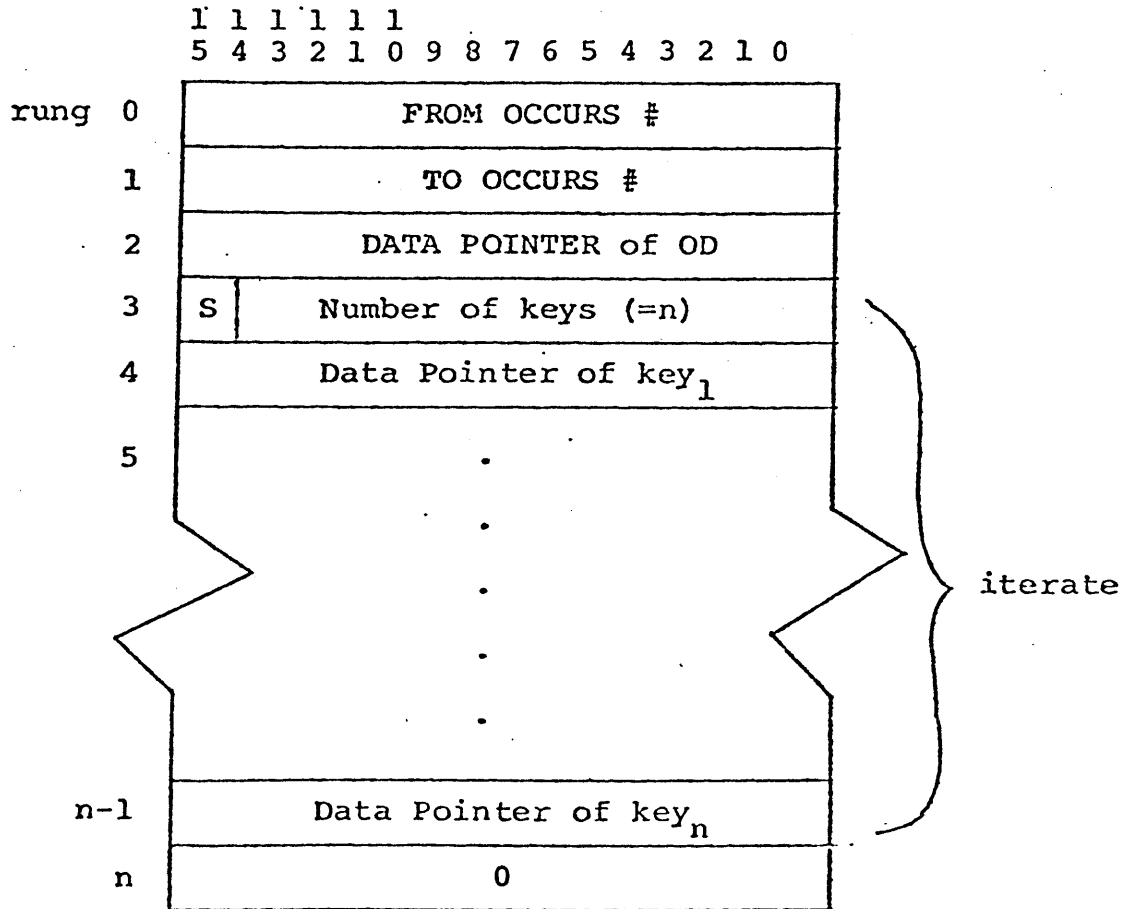 1 1 1 1 1 1
5 4 3 2 1 0 9 8 7 6 5 4 3 2 1 0
rung 0 FROM OCCURS #
1 TO OCCURS #
2 DATA POINTER of OD
3 S Number of keys (=n)
4 Data Pointer of key1
5
iterate
n-1 Data Pointer of keyn
n 0